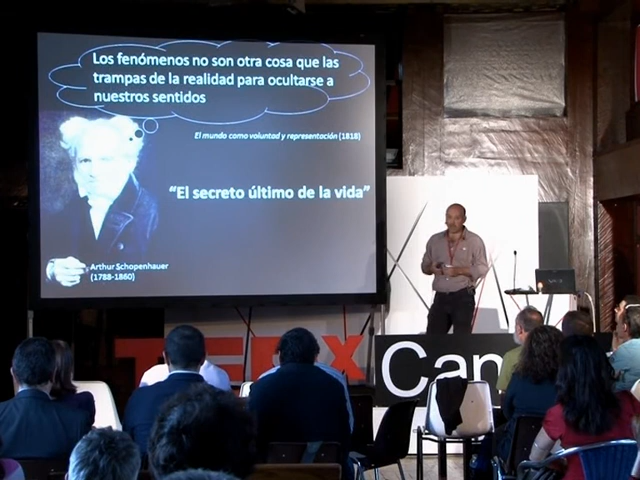 Los fenómenos no son otra cosa que las
trampas de la realidad para ocultarse a
nuestros sentidos
El mundo como voluntad y representación (1818)
“El secreto último de la vida”
Arthur Schopenhauer
(1788-1860)
TEDx
Can